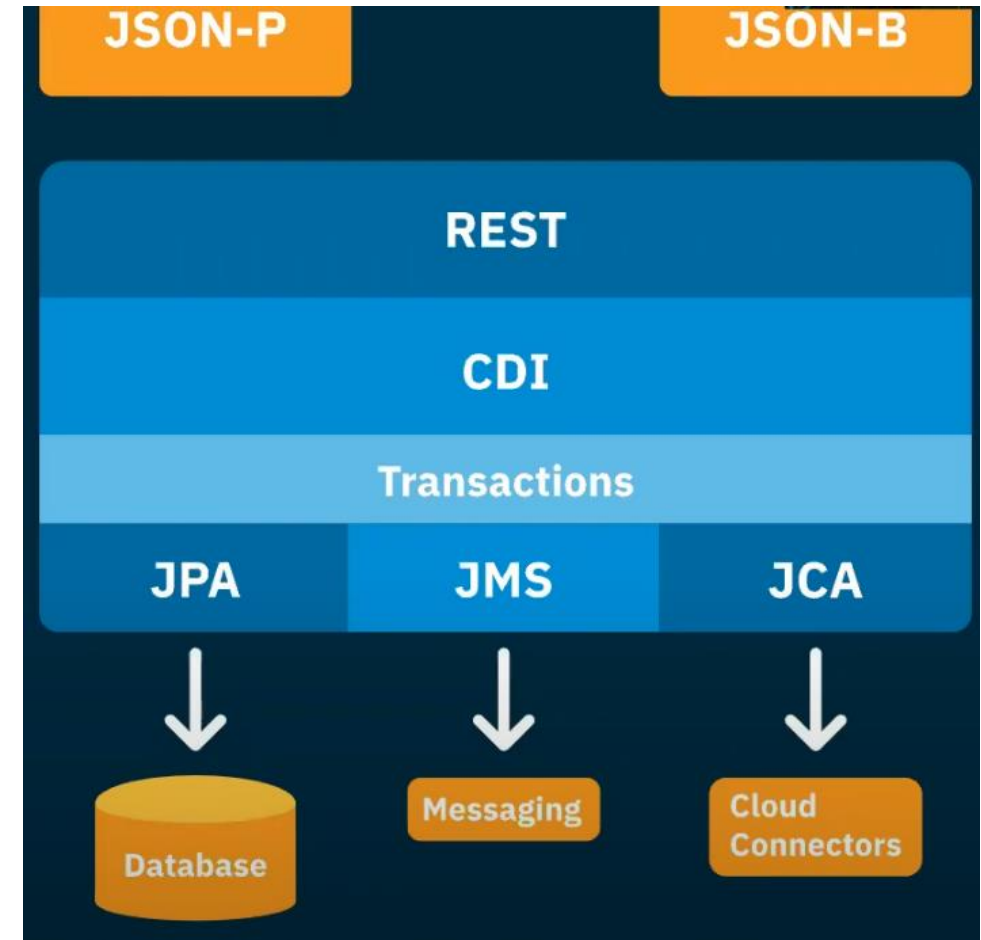 JSON-P
JSON-B
REST
CDI
Transactions
JPA
JMS
JCA
Database
Messaging
Cloud
Connectors